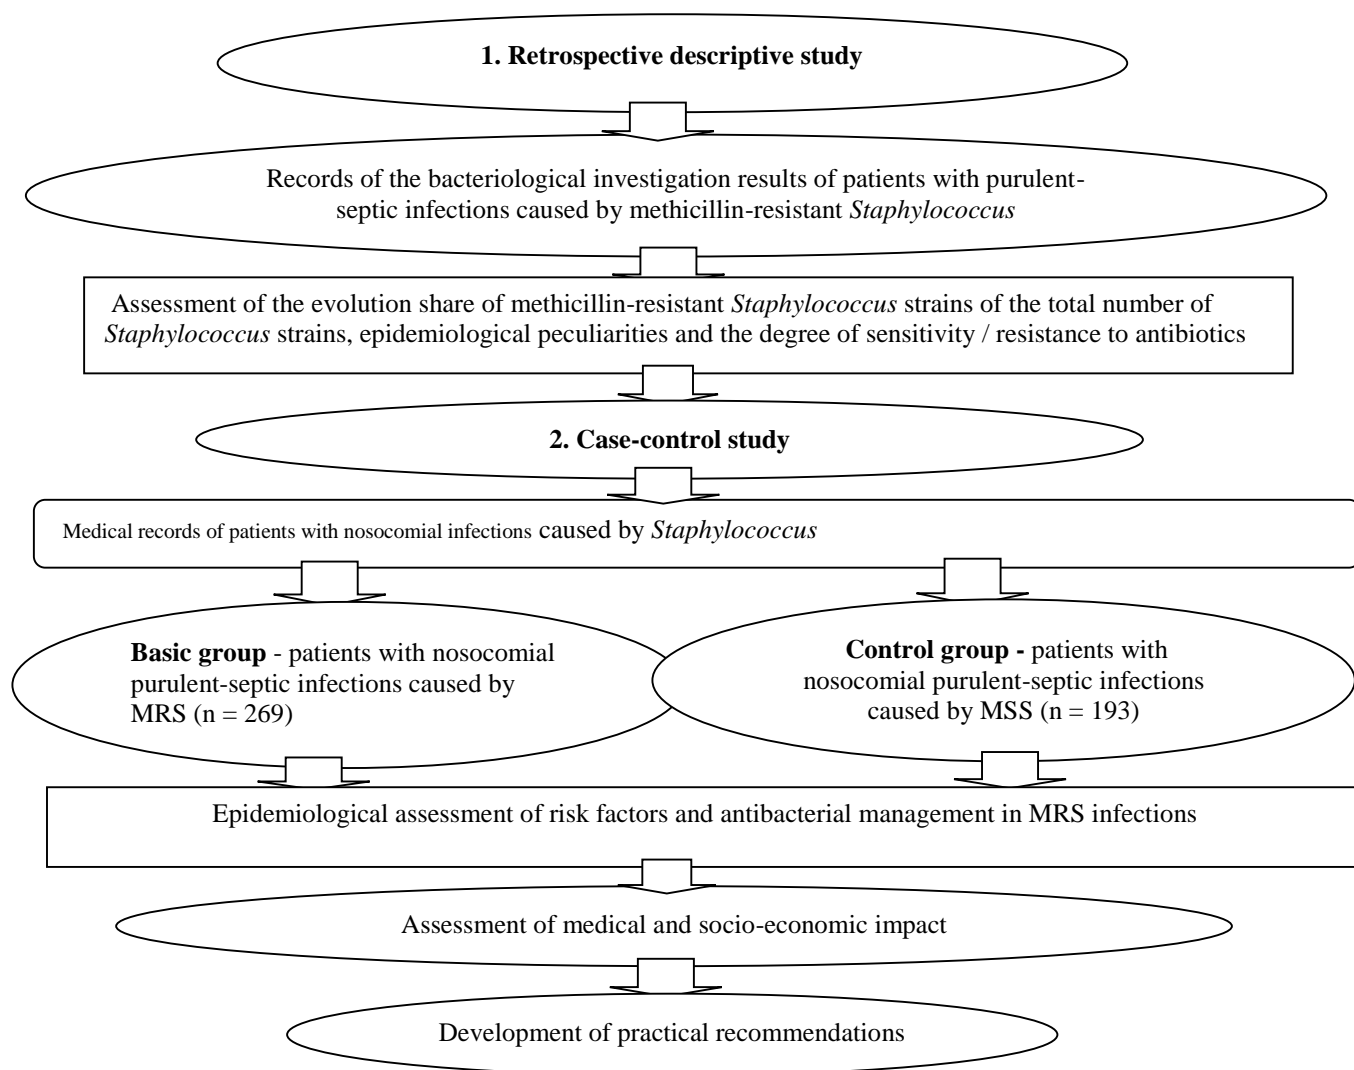 1. Retrospective descriptive study
Records of the bacteriological investigation results of patients with purulent-
septic infections caused by methicillin-resistant Staphylococcus
Assessment of the evolution share of methicillin-resistant Staphylococcus strains of the total number of
Staphylococcus strains, epidemiological peculiarities and the degree of sensitivity / resistance to antibiotics
2. Case-control study
Medical records of patients with nosocomial infections caused by Staphylococcus
Basic group - patients with nosocomial
purulent-septic infections caused by
MRS (n = 269)
Control group - patients with
nosocomial purulent-septic infections
caused by MSS (n = 193)
Epidemiological assessment of risk factors and antibacterial management in MRS infections
Assessment of medical and socio-economic impact
Development of practical recommendations